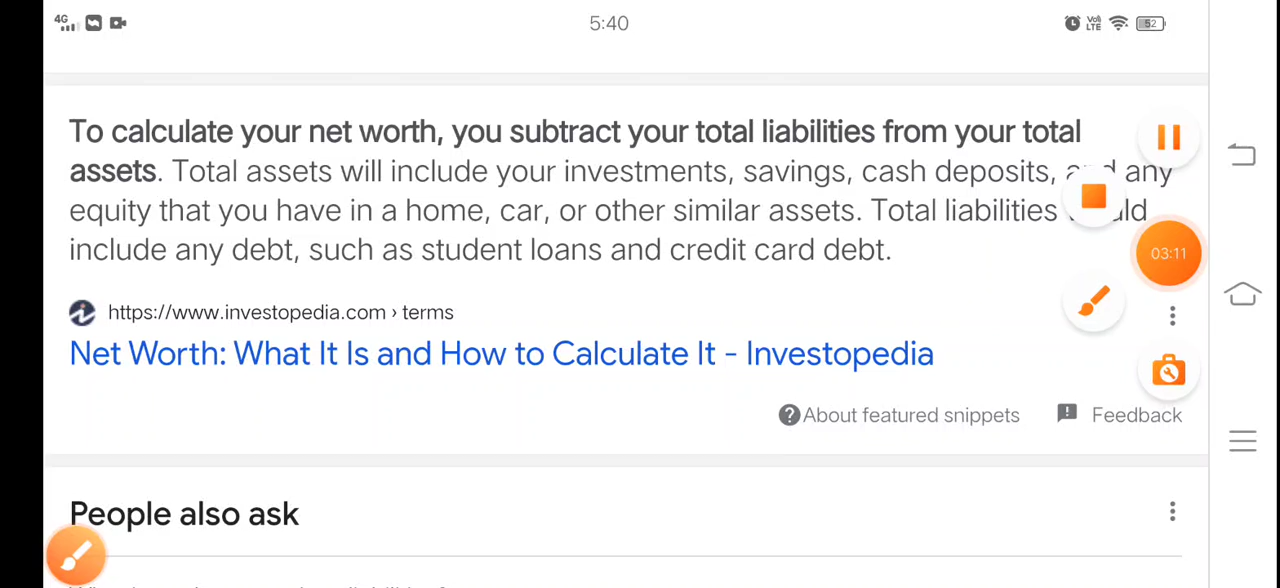 4G 5:40 Vo) LTE 52
To calculate your net worth, you subtract your total liabilities from your total
assets. Total assets will include your investments, savings, cash deposits, and any
equity that you have in a home, car, or other similar assets. Total liabilities
include any debt, such as student loans and credit card debt.
03:11
https://www.investopedia.com › terms
Net Worth: What It Is and How to Calculate It - Investopedia
About featured snippets Feedback
People also ask